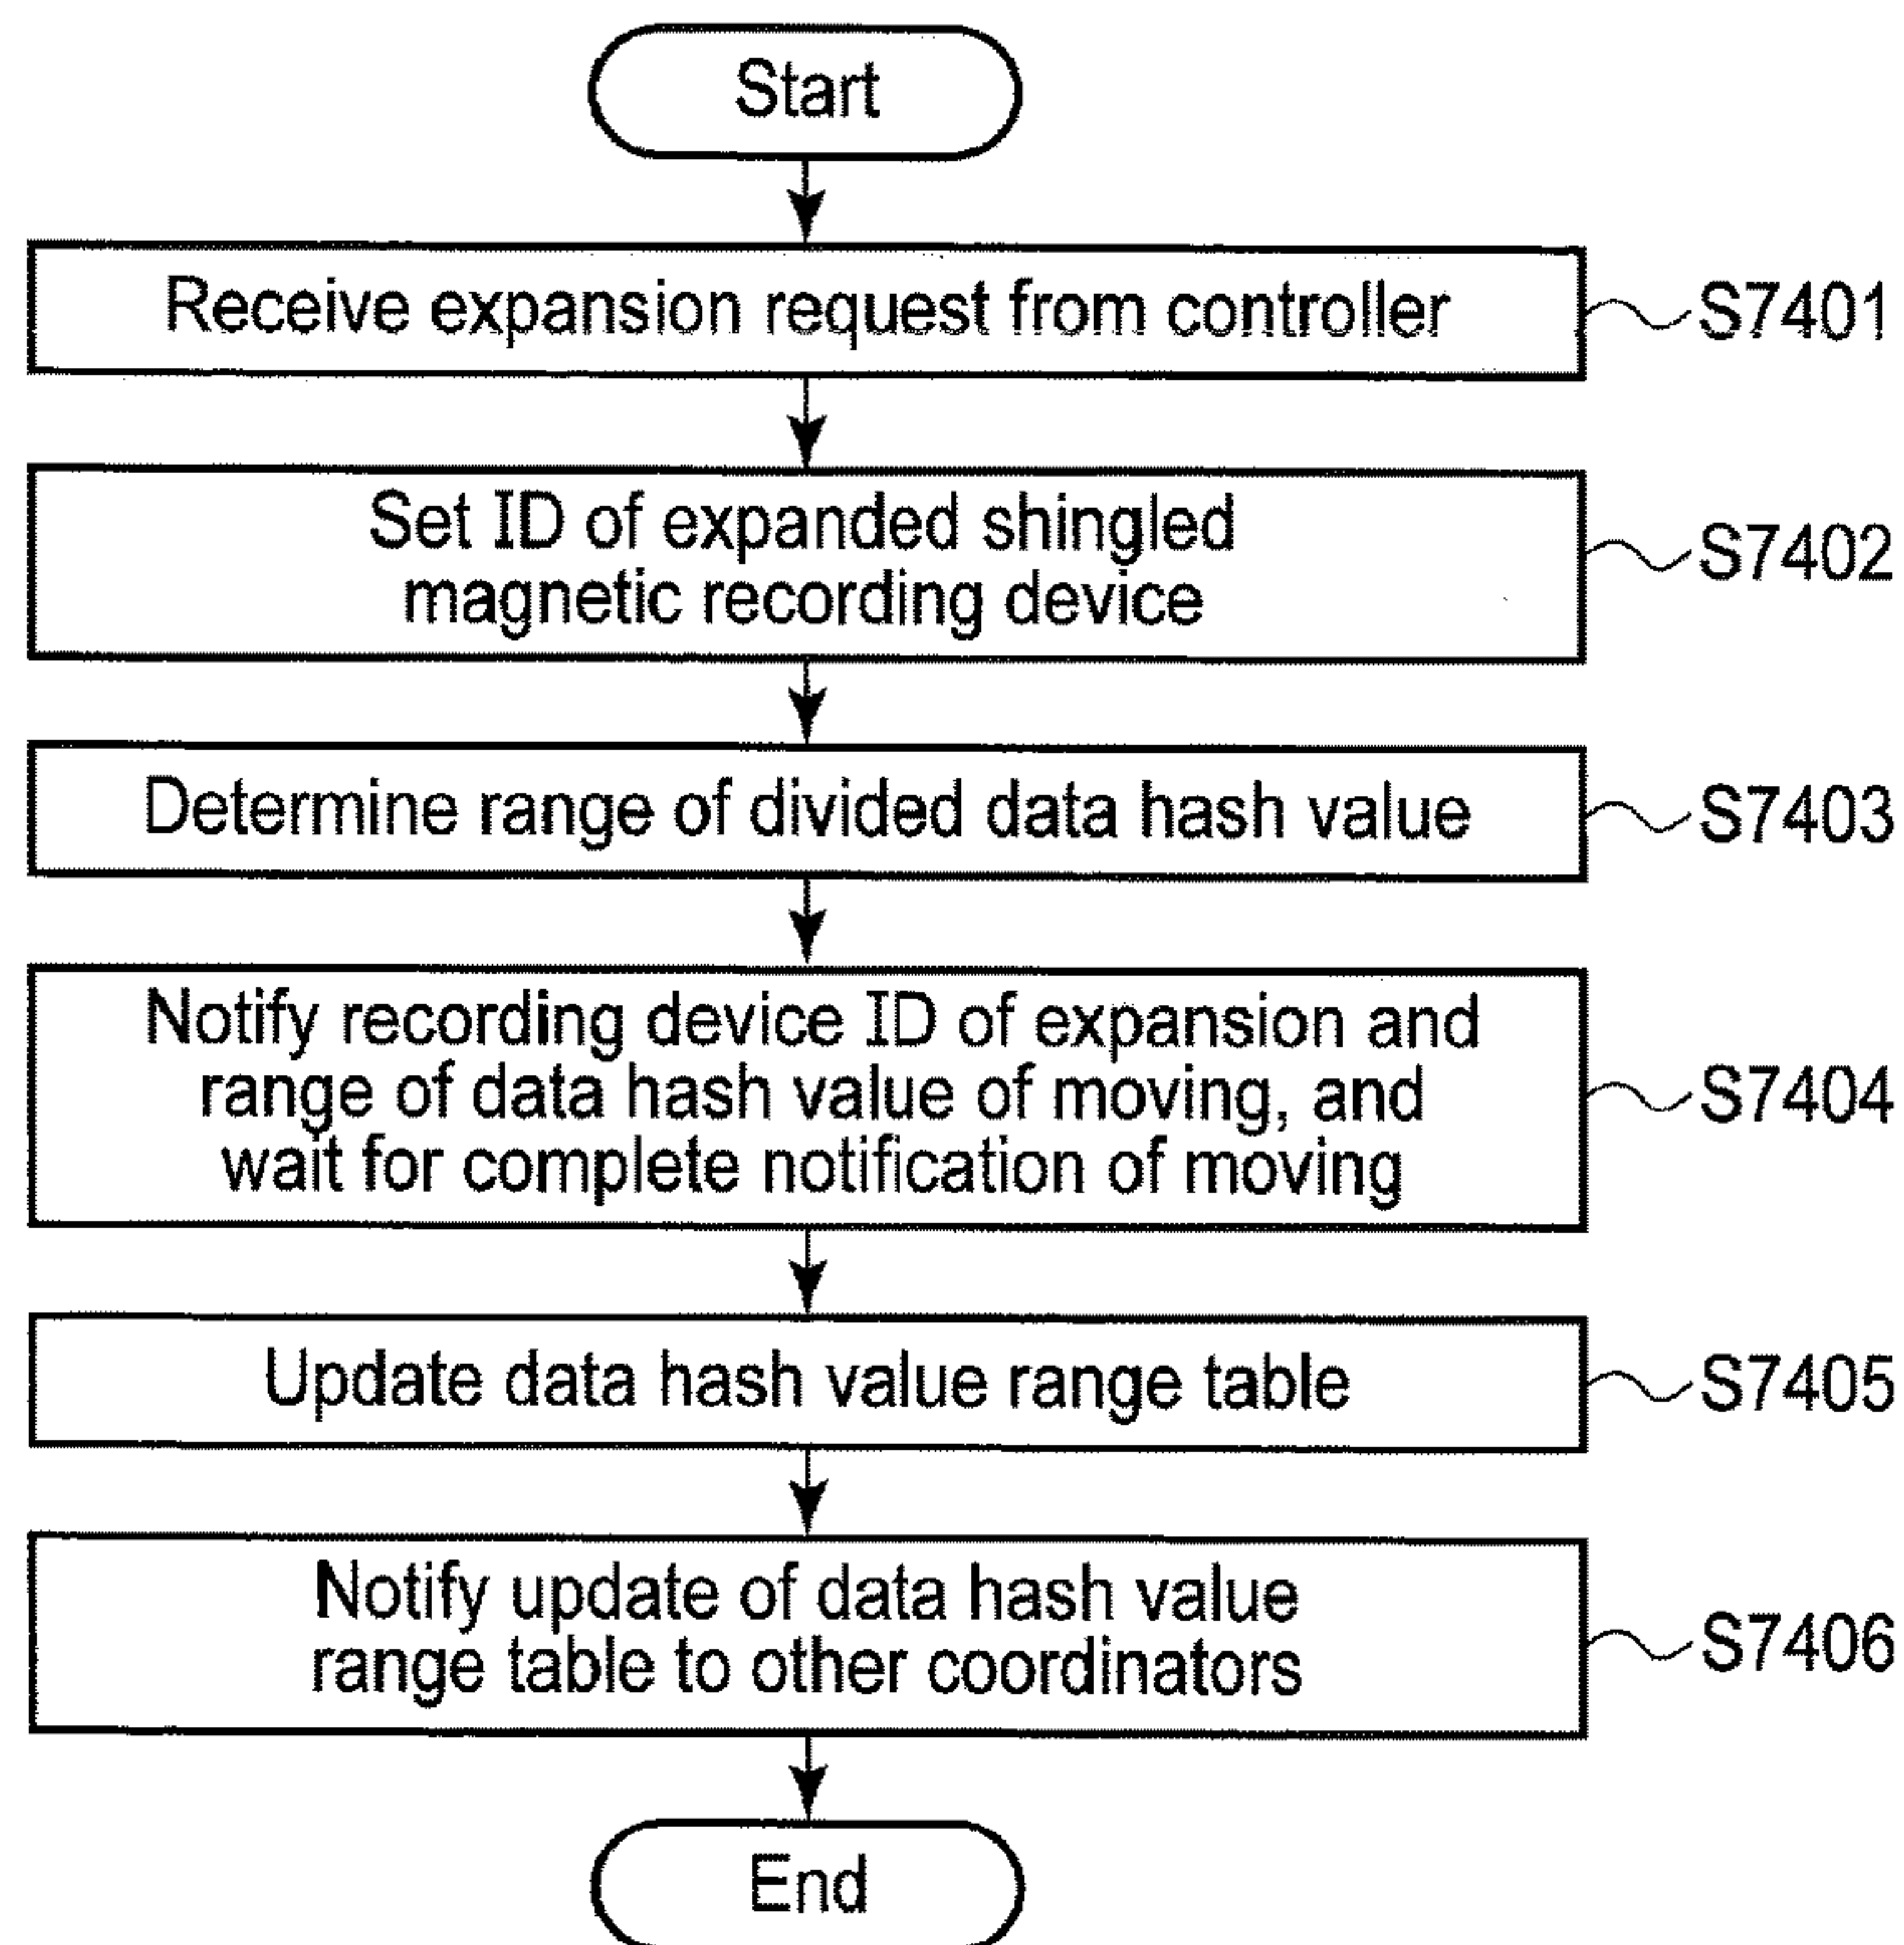 Start
Receive expansion request from controller
S7401
Set ID of expanded shingled
magnetic recording device
S7402
Determine range of divided data hash value
S7403
Notify recording device ID of expansion and
range of data hash value of moving, and
wait for complete notification of moving
S7404
Update data hash value range table
S7405
Notify update of data hash value
range table to other coordinators
S7406
End